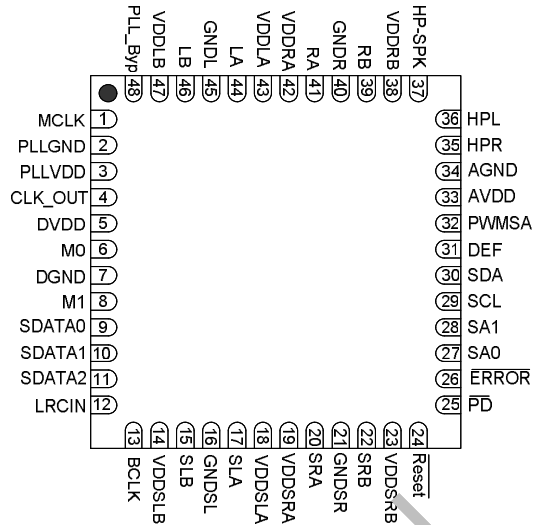 PLL_Byp
VDDLB
LB
GNDL
LA
VDDLA
VDDRA
RA
GNDR
RB
VDDRB
HP-SPK
48
47
46
45
44
43
42
41
40
39
38
37
MCLK 1
PLLGND 2
PLLVDD 3
CLK_OUT 4
DVDD 5
M0 6
DGND 7
M1 8
SDATA0 9
SDATA1 10
SDATA2 11
LRCIN 12
36 HPL
35 HPR
34 AGND
33 AVDD
32 PWMSA
31 DEF
30 SDA
29 SCL
28 SA1
27 SA0
26 ERROR
25 PD
13
14
15
16
17
18
19
20
21
22
23
24
BCLK
VDDSLB
SLB
GNDSL
SLA
VDDSLA
VDDSRA
SRA
GNDSR
SRB
VDDSRB
Reset